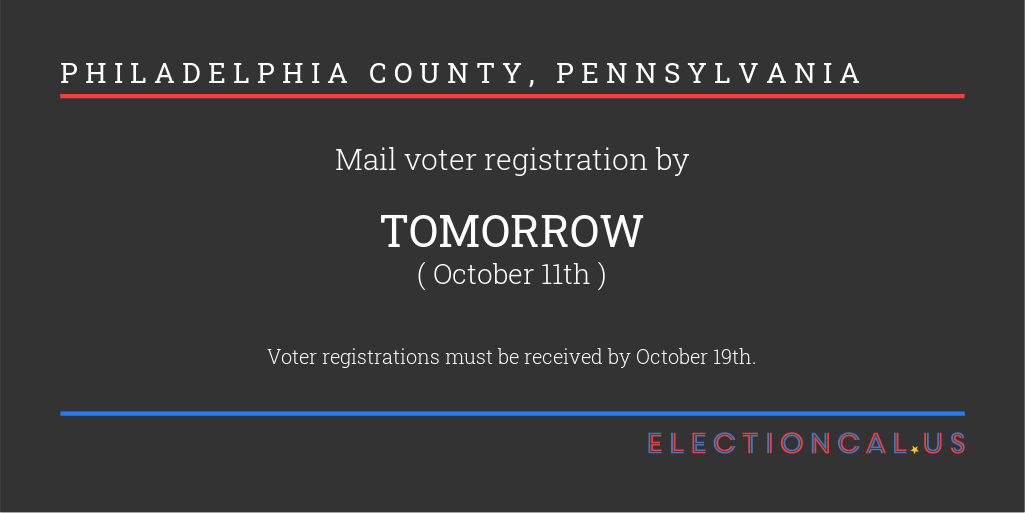 PHILADELPHIA COUNTY, PENNSYLVANIA
Mail voter registration by
TOMORROW
( October 11th )
Voter registrations must be received by October 19th.
ELECTIONCAL.US